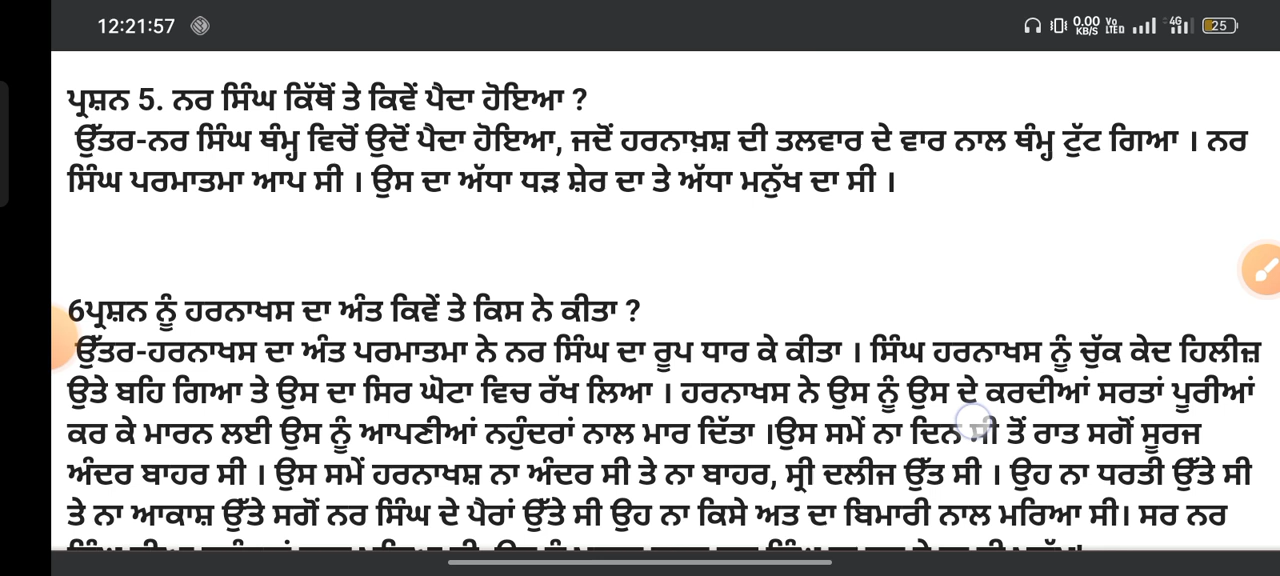 12:21:57 0.00 KB/S Vo LTE 4G 25
ਪ੍ਰਸ਼ਨ 5. ਨਰ ਸਿੰਘ ਕਿੱਥੋਂ ਤੇ ਕਿਵੇਂ ਪੈਦਾ ਹੋਇਆ ?
ਉੱਤਰ-ਨਰ ਸਿੰਘ ਥੰਮ੍ਹ ਵਿਚੋਂ ਉਦੋਂ ਪੈਦਾ ਹੋਇਆ, ਜਦੋਂ ਹਰਨਾਖ਼ਸ਼ ਦੀ ਤਲਵਾਰ ਦੇ ਵਾਰ ਨਾਲ ਥੰਮ੍ਹ ਟੁੱਟ ਗਿਆ । ਨਰ
ਸਿੰਘ ਪਰਮਾਤਮਾ ਆਪ ਸੀ । ਉਸ ਦਾ ਅੱਧਾ ਧੜ ਸ਼ੇਰ ਦਾ ਤੇ ਅੱਧਾ ਮਨੁੱਖ ਦਾ ਸੀ ।
6ਪ੍ਰਸ਼ਨ ਨੂੰ ਹਰਨਾਖਸ ਦਾ ਅੰਤ ਕਿਵੇਂ ਤੇ ਕਿਸ ਨੇ ਕੀਤਾ ?
ਉੱਤਰ-ਹਰਨਾਖਸ ਦਾ ਅੰਤ ਪਰਮਾਤਮਾ ਨੇ ਨਰ ਸਿੰਘ ਦਾ ਰੂਪ ਧਾਰ ਕੇ ਕੀਤਾ । ਸਿੰਘ ਹਰਨਾਖਸ ਨੂੰ ਚੁੱਕ ਕੇਦ ਹਿਲੀਜ਼
ਉਤੇ ਬਹਿ ਗਿਆ ਤੇ ਉਸ ਦਾ ਸਿਰ ਘੋਟਾ ਵਿਚ ਰੱਖ ਲਿਆ । ਹਰਨਾਖਸ ਨੇ ਉਸ ਨੂੰ ਉਸ ਦੇ ਕਰਦੀਆਂ ਸਰਤਾਂ ਪੂਰੀਆਂ
ਕਰ ਕੇ ਮਾਰਨ ਲਈ ਉਸ ਨੂੰ ਆਪਣੀਆਂ ਨਹੁੰਦਰਾਂ ਨਾਲ ਮਾਰ ਦਿੱਤਾ ।ਉਸ ਸਮੇਂ ਨਾ ਦਿਨ ਸੀ ਤੋਂ ਰਾਤ ਸਗੋਂ ਸੂਰਜ
ਅੰਦਰ ਬਾਹਰ ਸੀ । ਉਸ ਸਮੇਂ ਹਰਨਾਖਸ਼ ਨਾ ਅੰਦਰ ਸੀ ਤੇ ਨਾ ਬਾਹਰ, ਸ੍ਰੀ ਦਲੀਜ ਉੱਤ ਸੀ । ਉਹ ਨਾ ਧਰਤੀ ਉੱਤੇ ਸੀ
ਤੇ ਨਾ ਆਕਾਸ਼ ਉੱਤੇ ਸਗੋਂ ਨਰ ਸਿੰਘ ਦੇ ਪੈਰਾਂ ਉੱਤੇ ਸੀ ਉਹ ਨਾ ਕਿਸੇ ਅਤ ਦਾ ਬਿਮਾਰੀ ਨਾਲ ਮਰਿਆ ਸੀ। ਸਰ ਨਰ